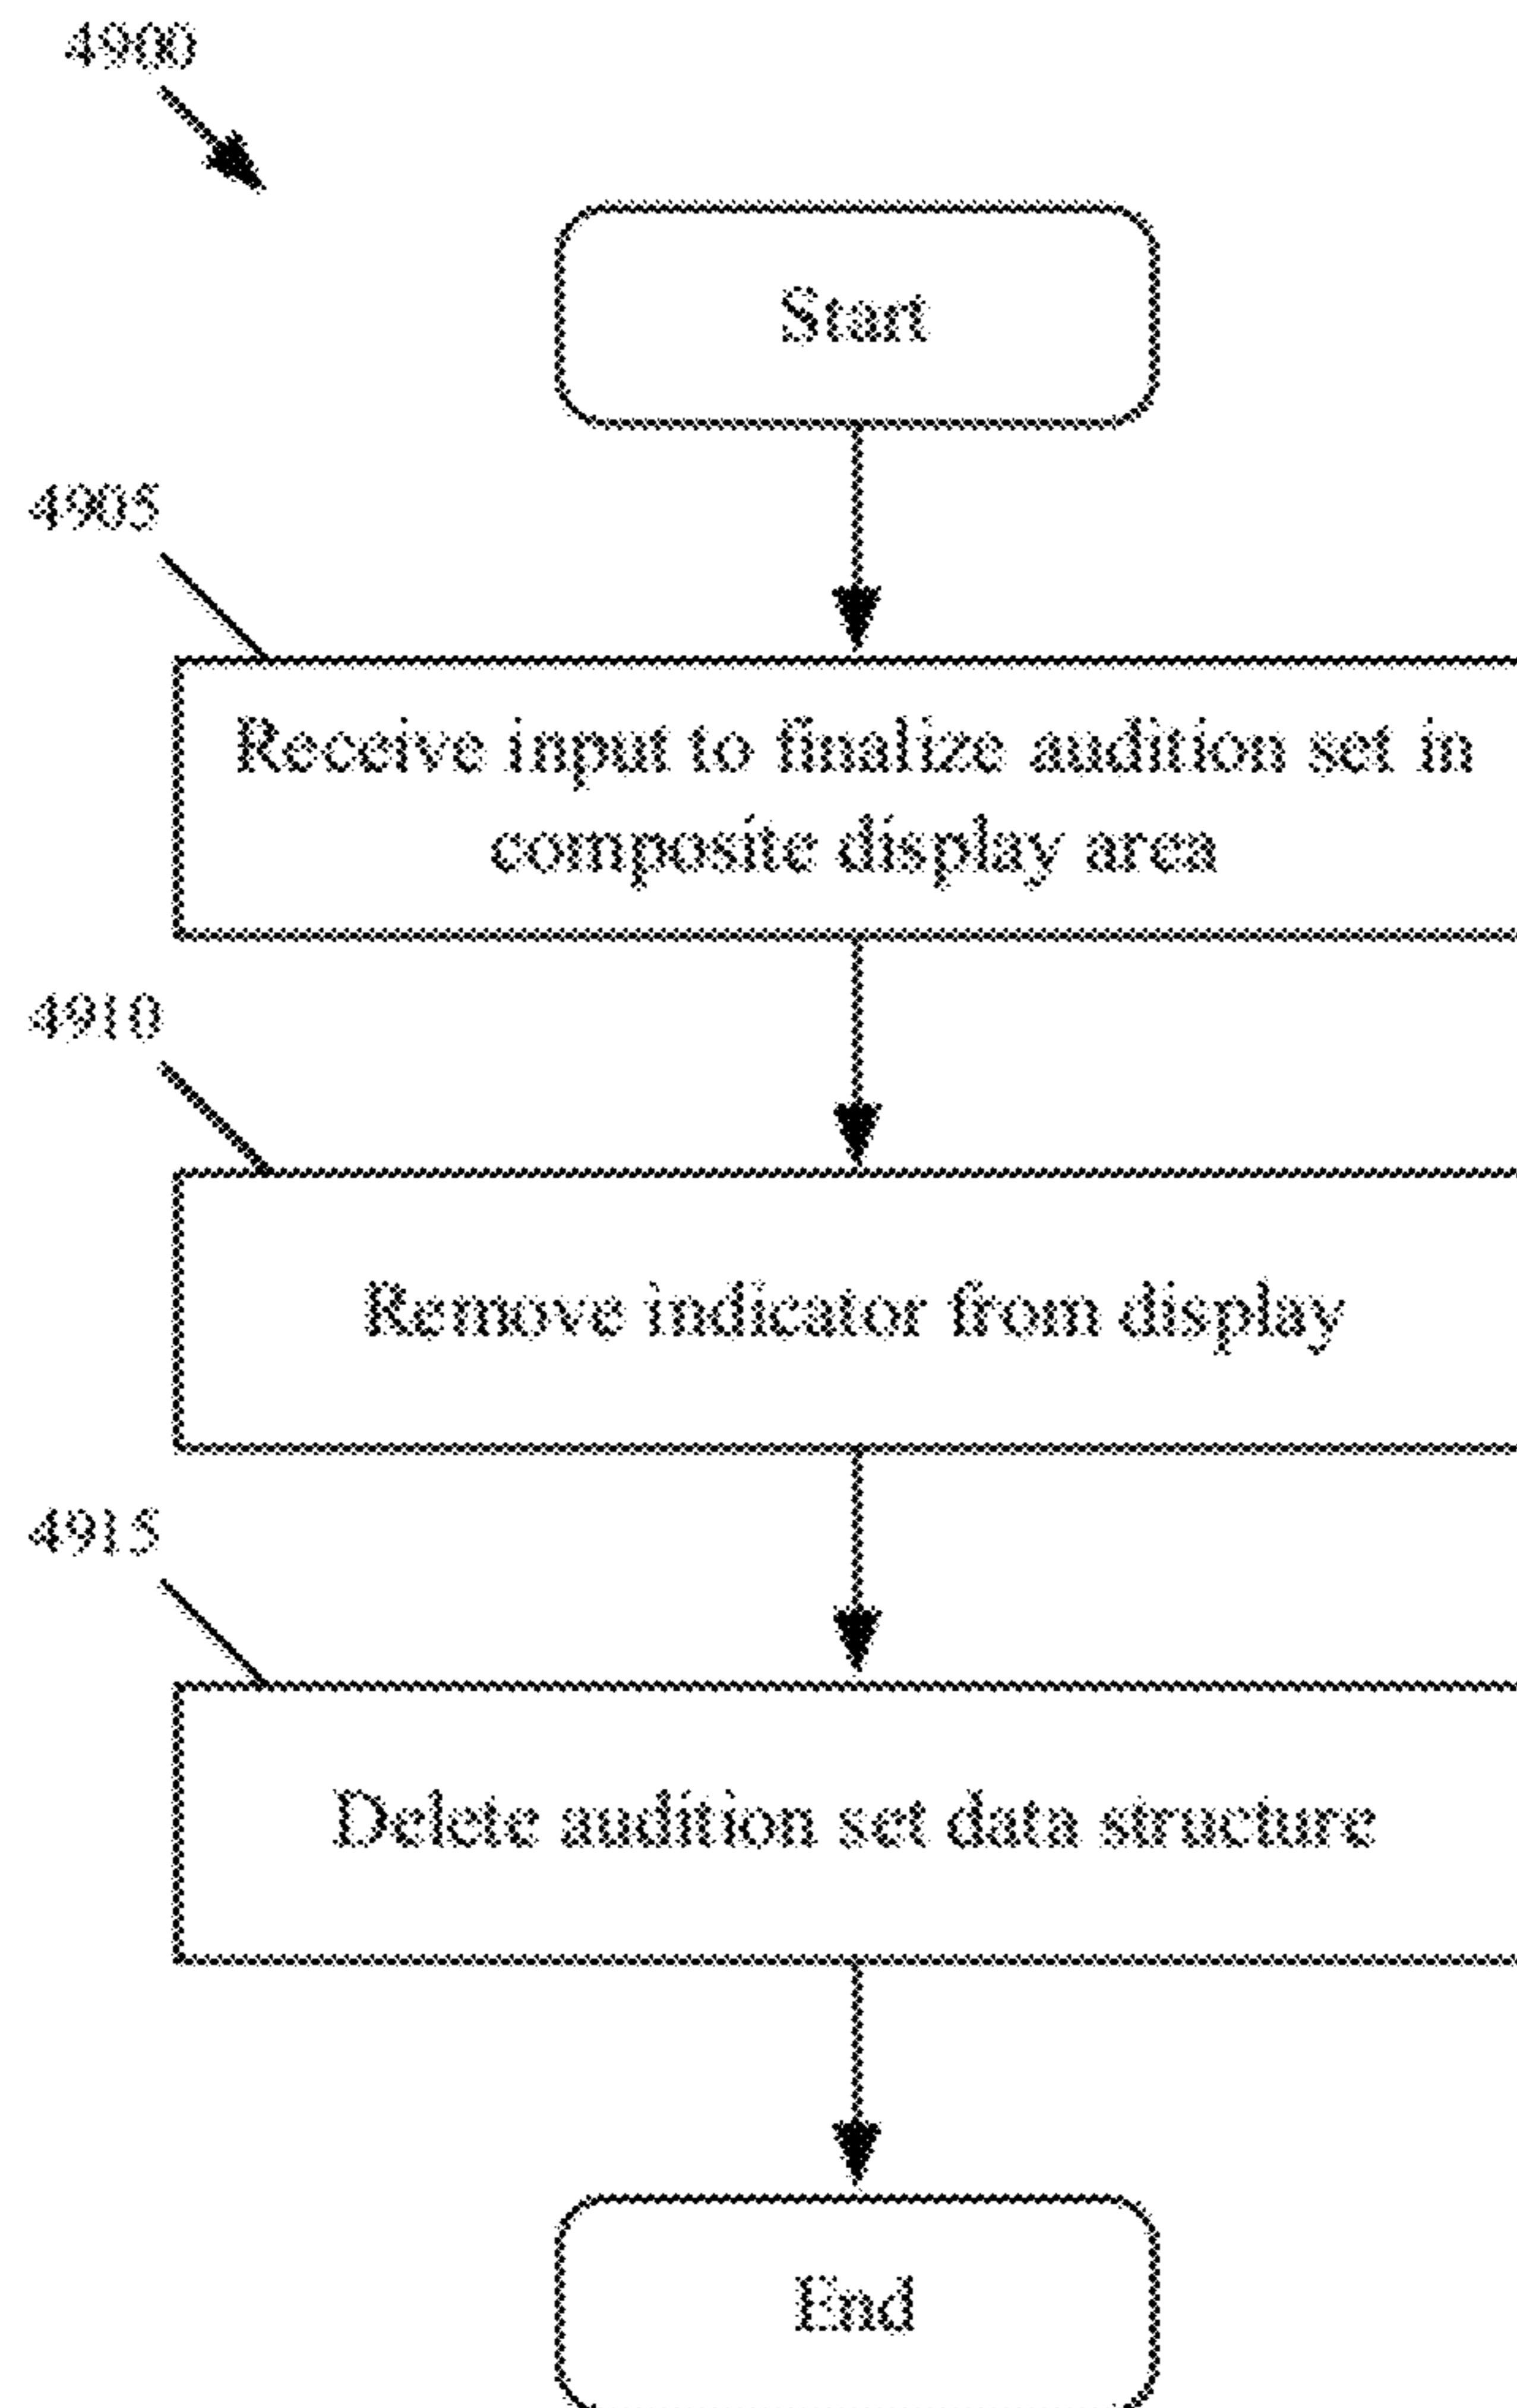 4900
Start
4905
Receive input to finalize audition set in
composite display area
4910
Remove indicator from display
4915
Delete audition set data structure
End